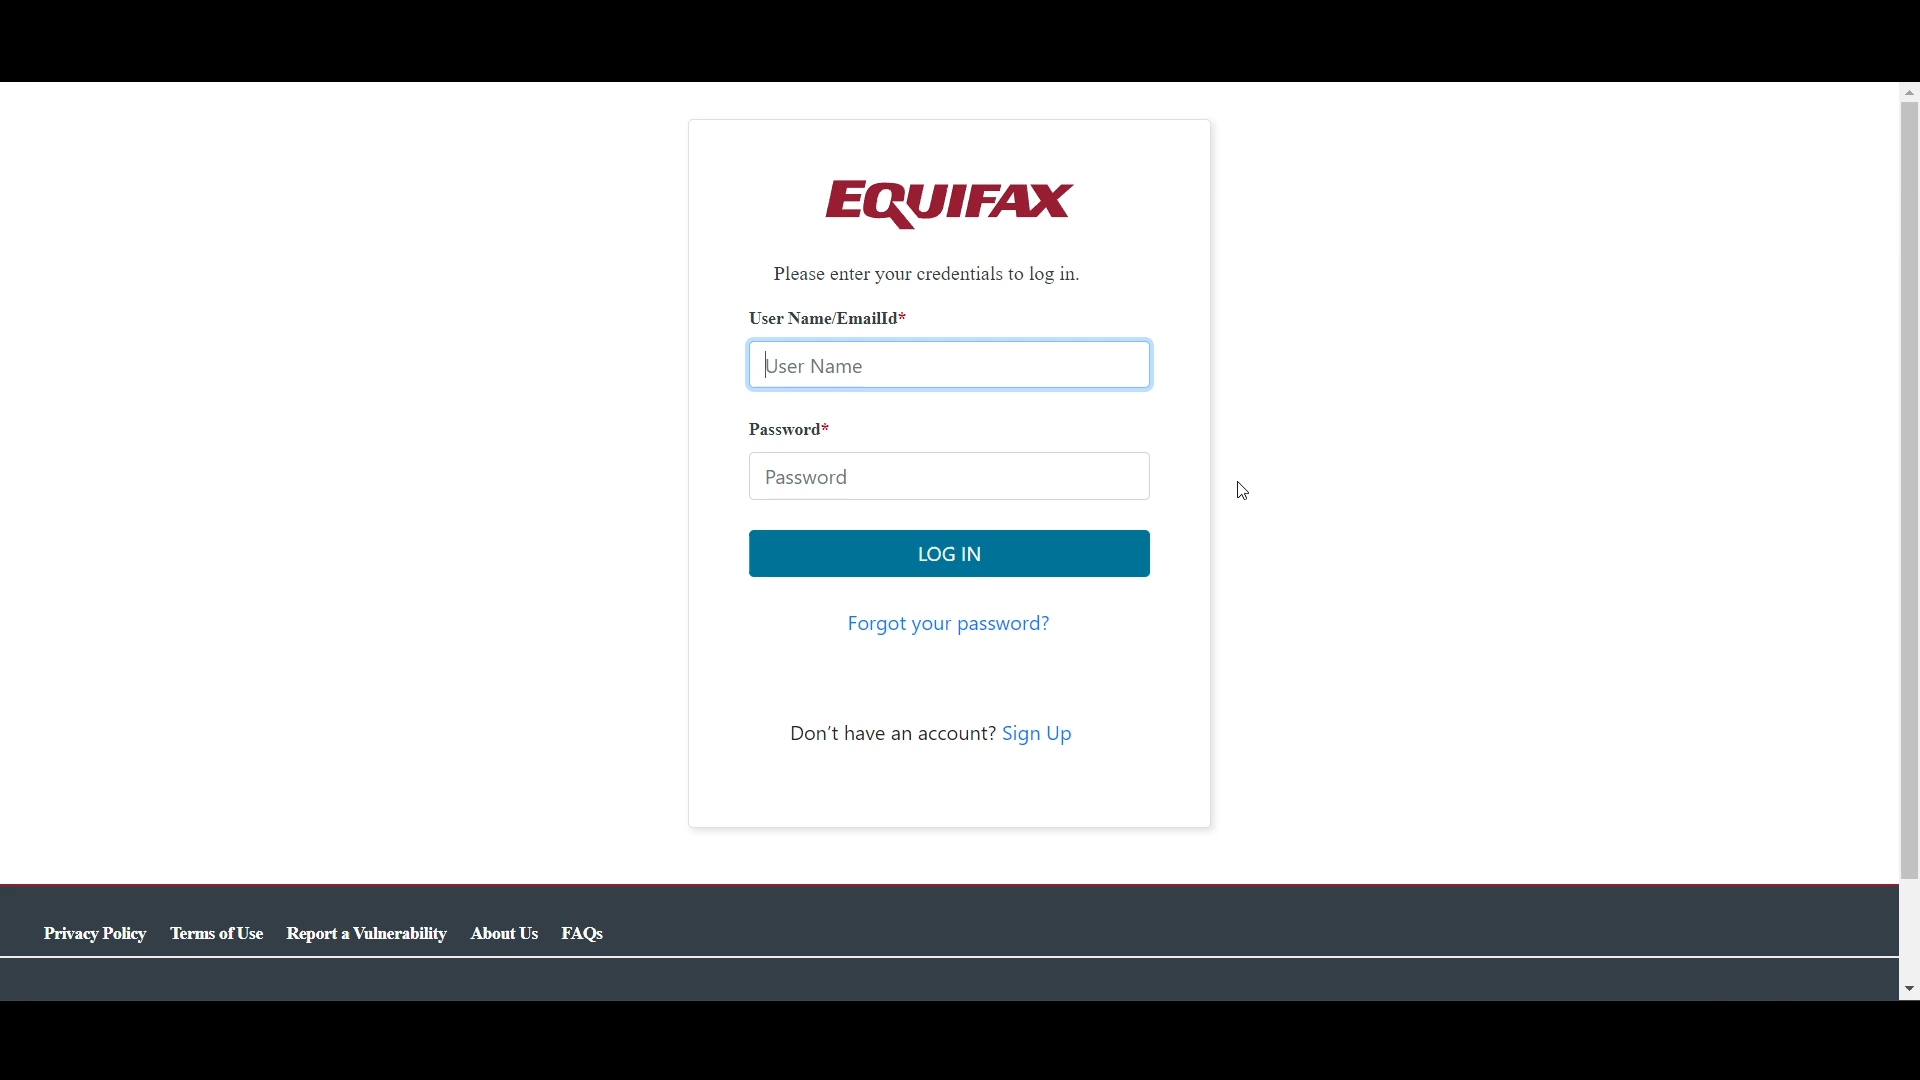 EQUIFAX
Please enter your credentials to log in.
User Name/EmailId*
User Name
Password*
Password
LOG IN
Forgot your password?
Don't have an account? Sign Up
Privacy Policy Terms of Use Report a Vulnerability About Us FAQs